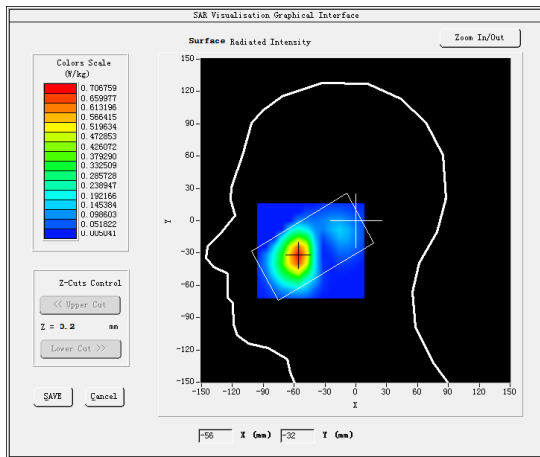 SAR Visualisation Graphical Interface
Surface Radiated Intensity
Zoom In/Out
Colors Scale
(W/kg)
0.706759
0.659977
0.613196
0.566415
0.519634
0.472853
0.426072
0.379290
0.332509
0.285728
0.238947
0.192166
0.145384
0.098603
0.051822
0.005041
Z-Cuts Control
<< Upper Cut
Z = 3.2 mm
Lower Cut >>
SAVE
Cancel
150
120
90
60
30
0
-30
-60
-90
-120
-150
Y
-150 -120 -90 -60 -30 0 30 60 90 120 150
X
-56 X (mm) -32 Y (mm)